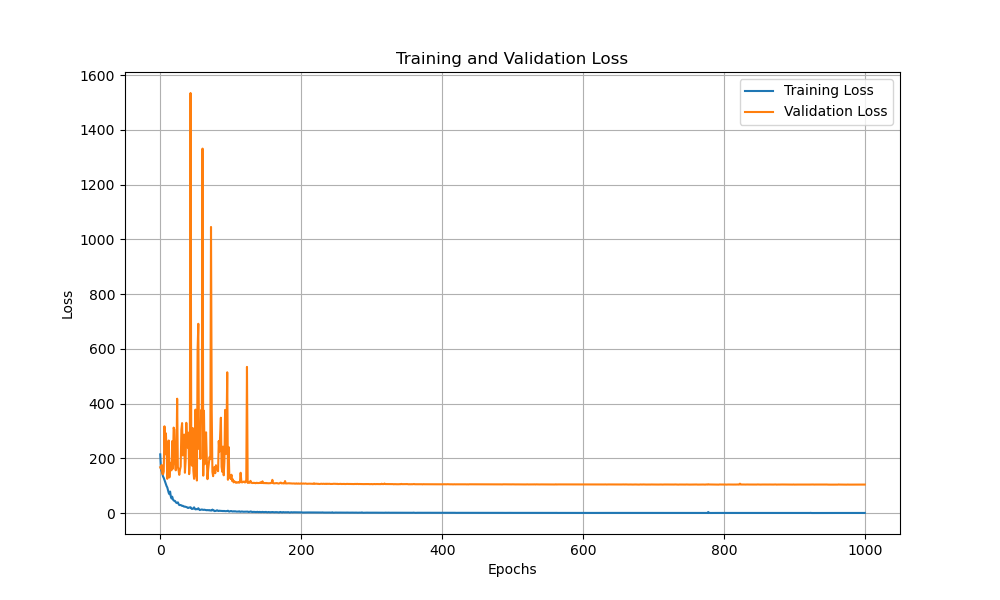 Training and Validation Loss
1600
1400
1200
1000
800
600
400
200
0
Loss
Training Loss
Validation Loss
0 200 400 600 800 1000
Epochs